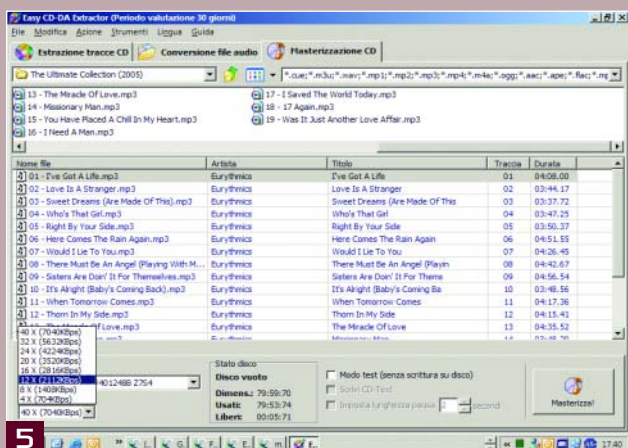 Easy CD-DA Extractor (Periodo valutazione 30 giorni)
File Modifica Azione Strumenti Lingua Guida
Estrazione tracce CD Conversione file audio Masterizzazione CD
The Ultimate Collection (2005) *.cue;*.m3u;*.wav;*.mp1;*.mp2;*.mp3;*.mp4;*.m4a;*.ogg;*.aac;*.ape;*.flac;*.mp
13 - The Miracle Of Love.mp3 17 - I Saved The World Today.mp3
14 - Missionary Man.mp3 18 - 17 Again.mp3
15 - You Have Placed A Chill In My Heart.mp3 19 - Was It Just Another Love Affair.mp3
16 - I Need A Man.mp3
Nome file Artista Titolo Traccia Durata
01 - I've Got A Life.mp3 Eurythmics I've Got A Life 01 04:08.00
02 - Love Is A Stranger.mp3 Eurythmics Love Is A Stranger 02 03:44.17
03 - Sweet Dreams (Are Made Of This).mp3 Eurythmics Sweet Dreams (Are Made Of This 03 03:37.72
04 - Who's That Girl.mp3 Eurythmics Who's That Girl 04 03:47.25
05 - Right By Your Side.mp3 Eurythmics Right By Your Side 05 03:50.37
06 - Here Comes The Rain Again.mp3 Eurythmics Here Comes The Rain Again 06 04:51.55
07 - Would I Lie To You.mp3 Eurythmics Would I Lie To You 07 04:26.45
08 - There Must Be An Angel (Playing With M... Eurythmics There Must Be An Angel (Playin 08 04:42.67
09 - Sisters Are Doin' It For Themselves.mp3 Eurythmics Sisters Are Doin' It For Thems 09 04:56.54
10 - It's Alright (Baby's Coming Back).mp3 Eurythmics It's Alright (Baby's Coming Ba 10 03:48.56
11 - When Tomorrow Comes.mp3 Eurythmics When Tomorrow Comes 11 04:17.36
12 - Thorn In My Side.mp3 Eurythmics Thorn In My Side 12 04:15.41
Of Love.mp3 Eurythmics The Miracle Of Love 13 04:35.52
40 X (7040KBps)
32 X (5632KBps)
24 X (4224KBps)
20 X (3520KBps)
16 X (2816KBps)
12 X (2112KBps)
8 X (1408KBps)
4 X (704KBps)
40 X (7040KBps)
Stato disco
Disco vuoto
Dimens.: 79:59:70
Usati: 79:53:74
Liberi: 00:05:71
Modo test (senza scrittura su disco)
Scrivi CD-Text
Imposta lunghezza pausa 2 second
Masterizza!
5
17.40